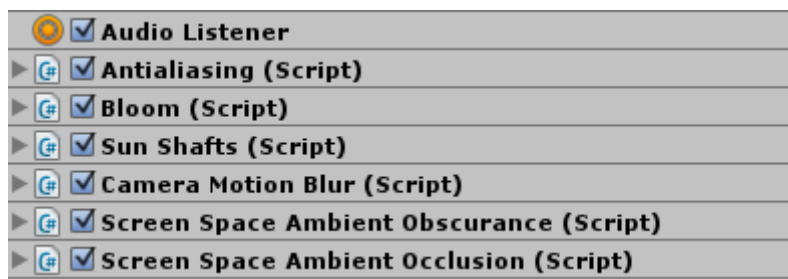 Audio Listener
Antialiasing (Script)
Bloom (Script)
Sun Shafts (Script)
Camera Motion Blur (Script)
Screen Space Ambient Obscurance (Script)
Screen Space Ambient Occlusion (Script)